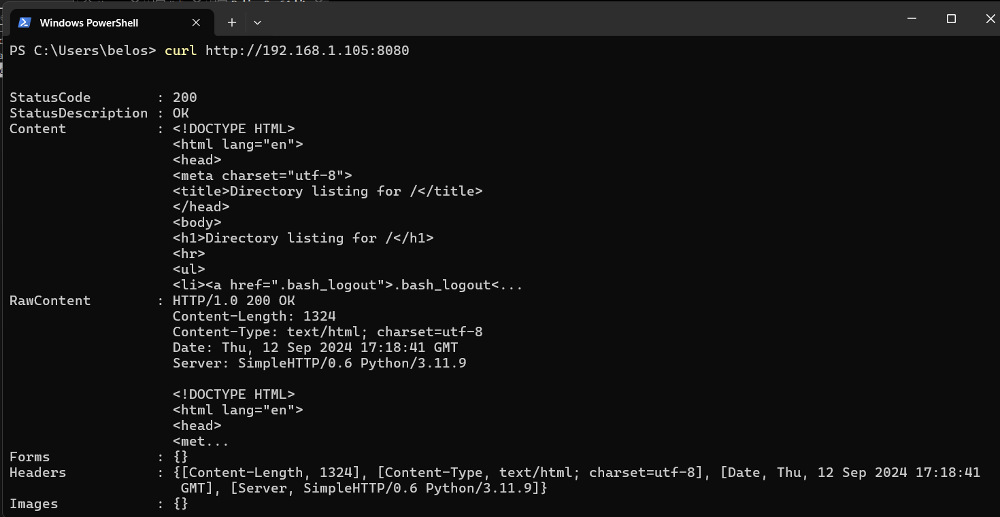 Windows PowerShell
PS C:\Users\belos> curl http://192.168.1.105:8080
StatusCode        : 200
StatusDescription : OK
Content           : <!DOCTYPE HTML>
                    <html lang="en">
                    <head>
                    <meta charset="utf-8">
                    <title>Directory listing for /</title>
                    </head>
                    <body>
                    <h1>Directory listing for /</h1>
                    <hr>
                    <ul>
                    <li><a href=".bash_logout">.bash_logout<...
RawContent        : HTTP/1.0 200 OK
                    Content-Length: 1324
                    Content-Type: text/html; charset=utf-8
                    Date: Thu, 12 Sep 2024 17:18:41 GMT
                    Server: SimpleHTTP/0.6 Python/3.11.9
                    <!DOCTYPE HTML>
                    <html lang="en">
                    <head>
                    <met...
Forms             : {}
Headers           : {[Content-Length, 1324], [Content-Type, text/html; charset=utf-8], [Date, Thu, 12 Sep 2024 17:18:41
                     GMT], [Server, SimpleHTTP/0.6 Python/3.11.9]}
Images            : {}